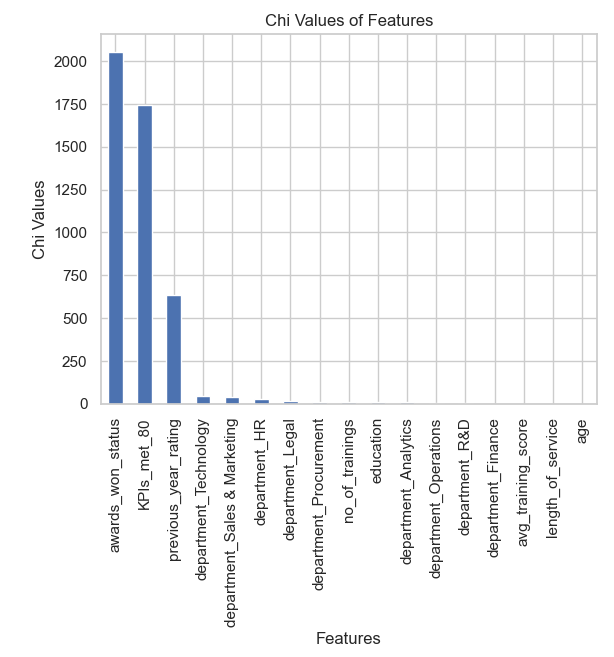 Chi Values of Features
2000
1750
1500
1250
1000
750
500
250
0
Chi Values
awards_won_status
KPIs_met_80
previous_year_rating
department_Technology
department_Sales & Marketing
department_HR
department_Legal
department_Procurement
no_of_trainings
education
department_Analytics
department_Operations
department_R&D
department_Finance
avg_training_score
length_of_service
age
Features